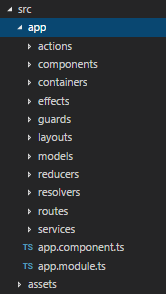 src
app
actions
components
containers
effects
guards
layouts
models
reducers
resolvers
routes
services
TS app.component.ts
TS app.module.ts
assets